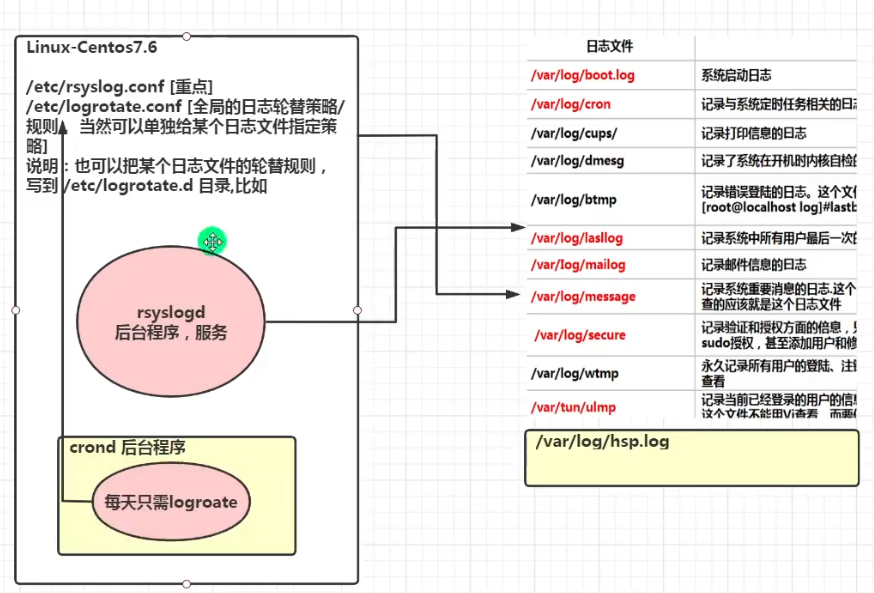 Linux-Centos7.6
/etc/rsyslog.conf [重点]
/etc/logrotate.conf [全局的日志轮替策略/
规则， 当然可以单独给某个日志文件指定策
略]
说明：也可以把某个日志文件的轮替规则，
写到 /etc/logrotate.d 目录,比如
rsyslogd
后台程序，服务
crond 后台程序
每天只需logroate
日志文件
/var/log/boot.log 系统启动日志
/var/log/cron 记录与系统定时任务相关的日志
/var/log/cups/ 记录打印信息的日志
/var/log/dmesg 记录了系统在开机时内核自检的
/var/log/btmp 记录错误登陆的日志。这个文件
[root@localhost log]#lastb
/var/log/lasllog 记录系统中所有用户最后一次的
/var/log/mailog 记录邮件信息的日志
/var/log/message 记录系统重要消息的日志.这个
查的应该就是这个日志文件
/var/log/secure 记录验证和授权方面的倍息，只
sudo授权，甚至添加用户和修
/var/log/wtmp 永久记录所有用户的登陆、注销
查看
/var/tun/ulmp 记录当前已经登录的用户的信息
这个文件不能用Vi查看 而要使
/var/log/hsp.log